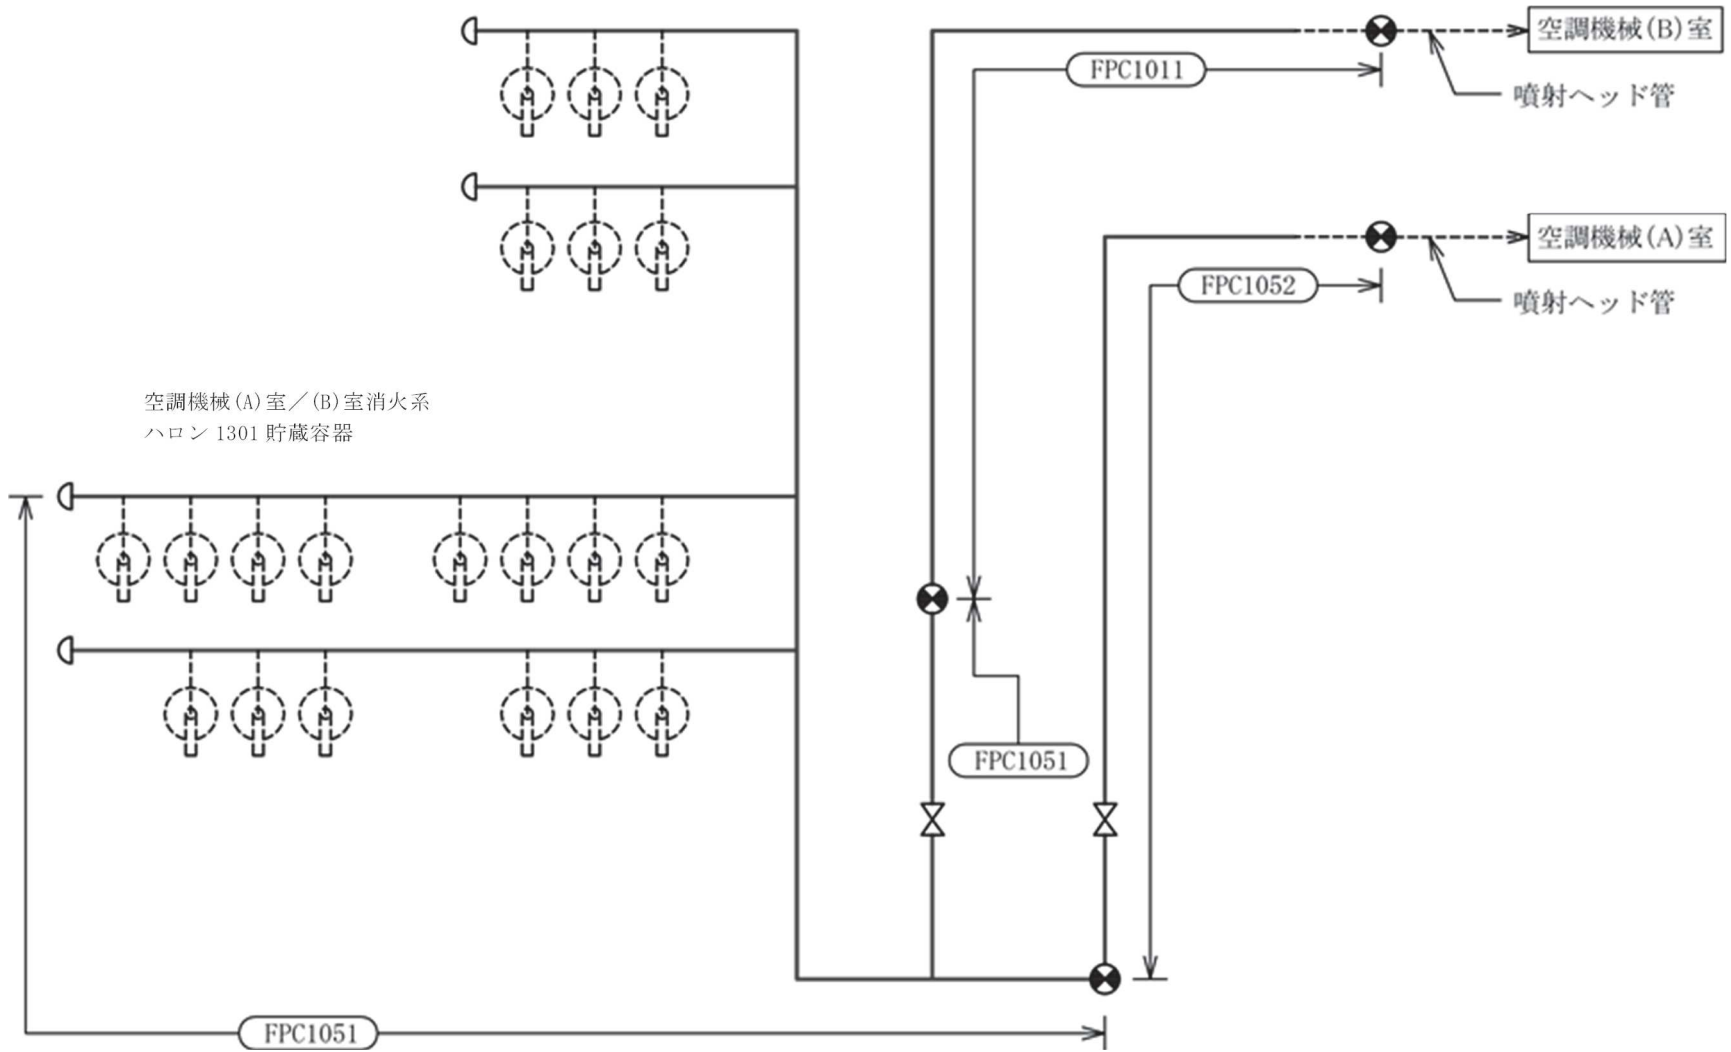 空調機械(B)室
FPC1011
噴射ヘッド管
空調機械(A)室
FPC1052
噴射ヘッド管
空調機械(A)室／(B)室消火系
ハロン 1301 貯蔵容器
FPC1051
FPC1051